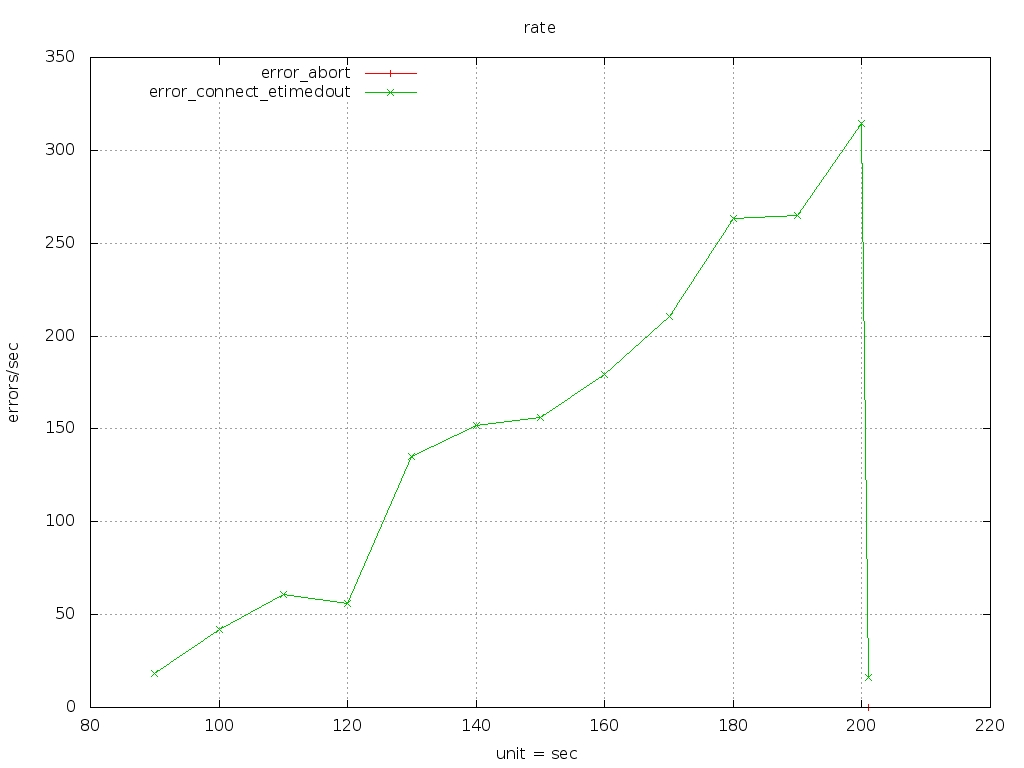 rate
error_abort
error_connect_etimedout
350
300
250
200
150
100
50
0
errors/sec
80 100 120 140 160 180 200 220
unit = sec